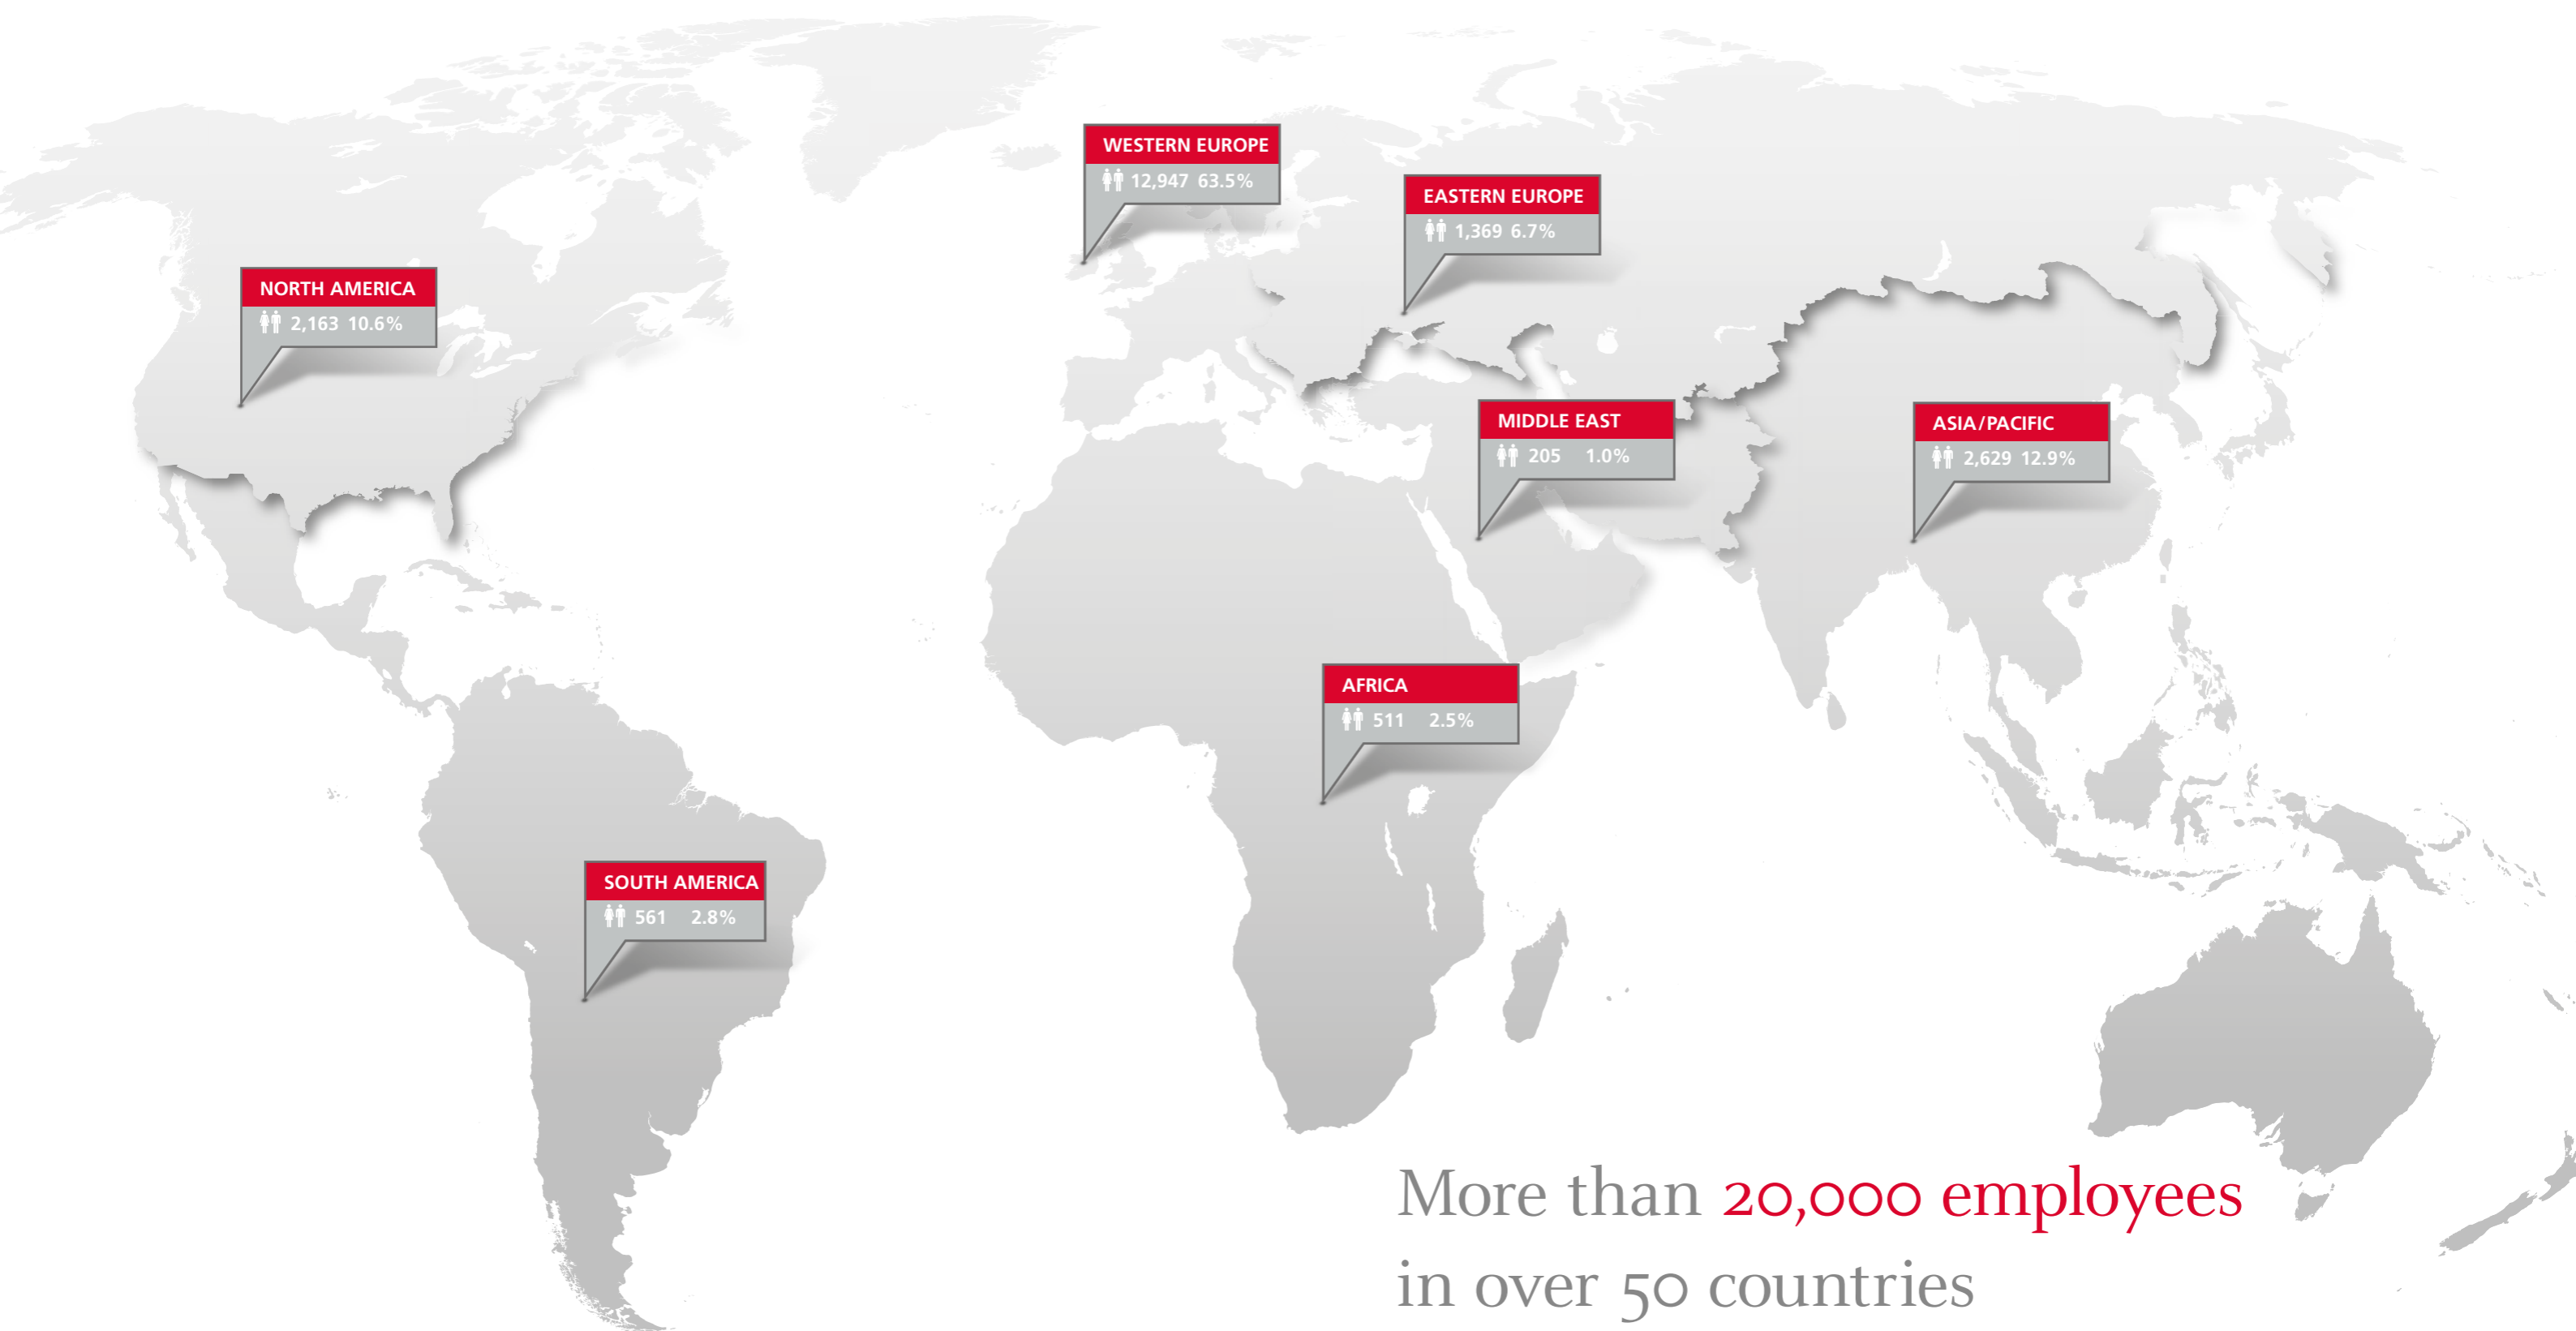 WESTERN EUROPE
12,947 63.5%
EASTERN EUROPE
1,369 6.7%
NORTH AMERICA
2,163 10.6%
MIDDLE EAST
205 1.0%
ASIA/PACIFIC
2,629 12.9%
AFRICA
511 2.5%
SOUTH AMERICA
561 2.8%
More than 20,000 employees
in over 50 countries